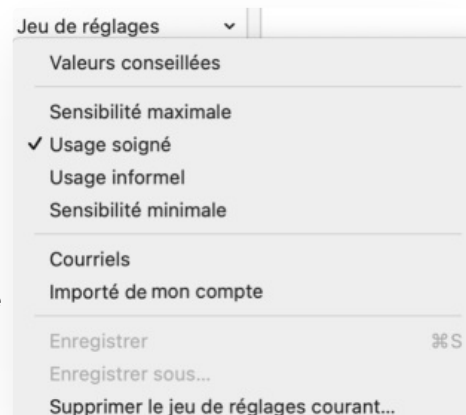 Jeu de réglages
Valeurs conseillées
Sensibilité maximale
✓ Usage soigné
Usage informel
Sensibilité minimale
Courriels
Importé de mon compte
Enregistrer ⌘S
Enregistrer sous...
Supprimer le jeu de réglages courant...